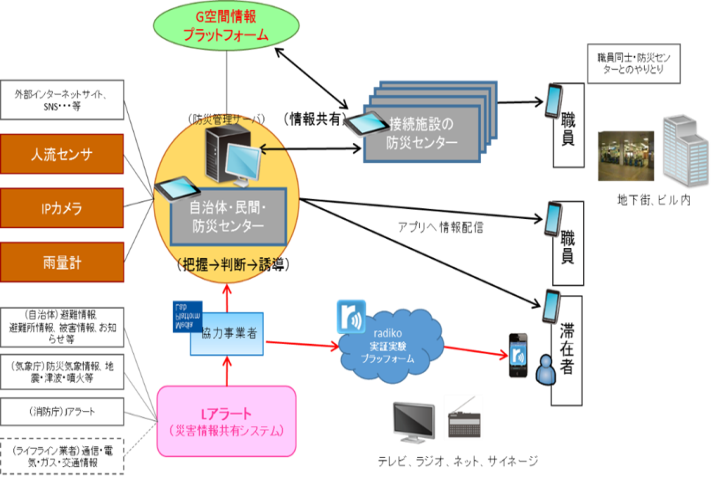 G空間情報
プラットフォーム
職員同士・防災セン
ターとのやりとり
外部インターネットサイト、
SNS・・・等
(防災管理サーバ)
(情報共有)
接続施設の
防災センター
職員
人流センサ
IPカメラ
雨量計
自治体・民間・
防災センター
(把握→判断→誘導)
地下街、ビル内
アプリへ情報配信
職員
(自治体)避難情報
避難所情報、被害情報、お知
らせ等
Lab
Platform
Media
協力事業者
radiko
実証実験
プラッフォーム
滞在者
(気象庁)防災気象情報、地
震・津波・噴火等
(消防庁)Jアラート
Lアラート
(災害情報共有システム)
(ライフライン業者)通信・電
気・ガス・交通情報
テレビ、ラジオ、ネット、サイネージ